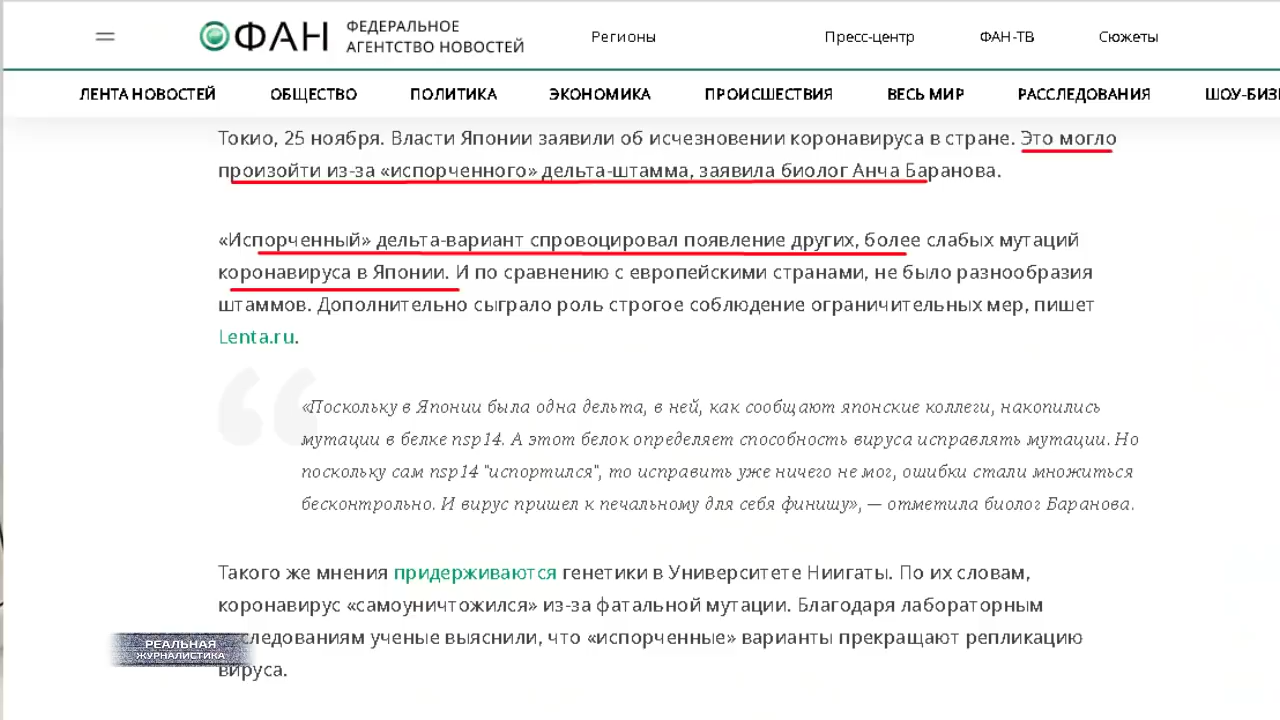 ФАН
ФЕДЕРАЛЬНОЕ
АГЕНТСТВО НОВОСТЕЙ
Регионы
Пресс-центр
ФАН-ТВ
Сюжеты
ЛЕНТА НОВОСТЕЙ
ОБЩЕСТВО
ПОЛИТИКА
ЭКОНОМИКА
ПРОИСШЕСТВИЯ
ВЕСЬ МИР
РАССЛЕДОВАНИЯ
ШОУ-БИЗ
Токио, 25 ноября. Власти Японии заявили об исчезновении коронавируса в стране. Это могло
произойти из-за «испорченного» дельта-штамма, заявила биолог Анча Баранова.
«Испорченный» дельта-вариант спровоцировал появление других, более слабых мутаций
коронавируса в Японии. И по сравнению с европейскими странами, не было разнообразия
штаммов. Дополнительно сыграло роль строгое соблюдение ограничительных мер, пишет
Lenta.ru.
«Поскольку в Японии была одна дельта, в ней, как сообщают японские коллеги, накопились
мутации в белке nsp14. А этот белок определяет способность вируса исправлять мутации. Но
поскольку сам nsp14 "испортился", то исправить уже ничего не мог, ошибки стали множиться
бесконтрольно. И вирус пришел к печальному для себя финишу», — отметила биолог Баранова.
Такого же мнения придерживаются генетики в Университете Ниигаты. По их словам,
коронавирус «самоуничтожился» из-за фатальной мутации. Благодаря лабораторным
следованиям ученые выяснили, что «испорченные» варианты прекращают репликацию
вируса.
РЕАЛЬНАЯ
ЖУРНАЛИСТИКА